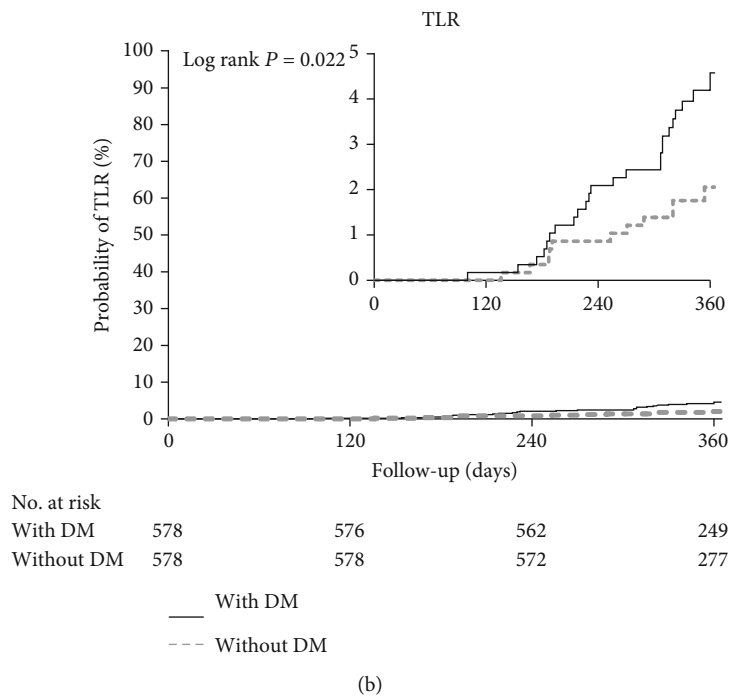 TLR
Log rank P = 0.022
Probability of TLR (%)
100
90
80
70
60
50
40
30
20
10
0
0 120 240 360
5
4
3
2
1
0
0 120 240 360
Follow-up (days)
No. at risk
With DM 578 576 562 249
Without DM 578 578 572 277
With DM
Without DM
(b)